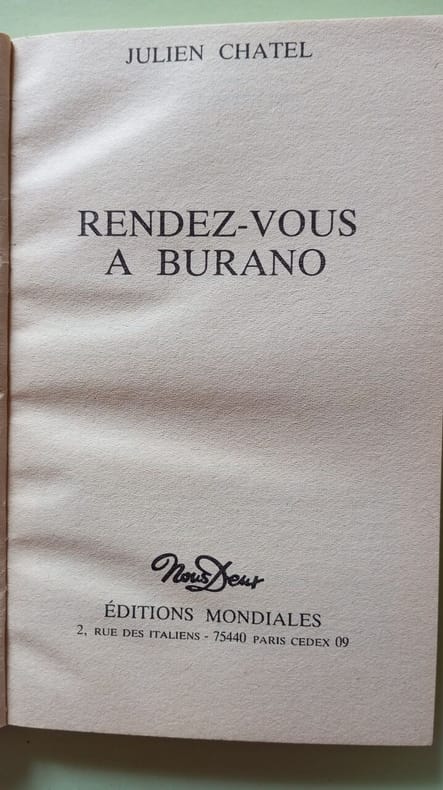 JULIEN CHATEL
RENDEZ-VOUS
A BURANO
Nous Deux
ÉDITIONS MONDIALES
2, RUE DES ITALIENS - 75440 PARIS CEDEX 09